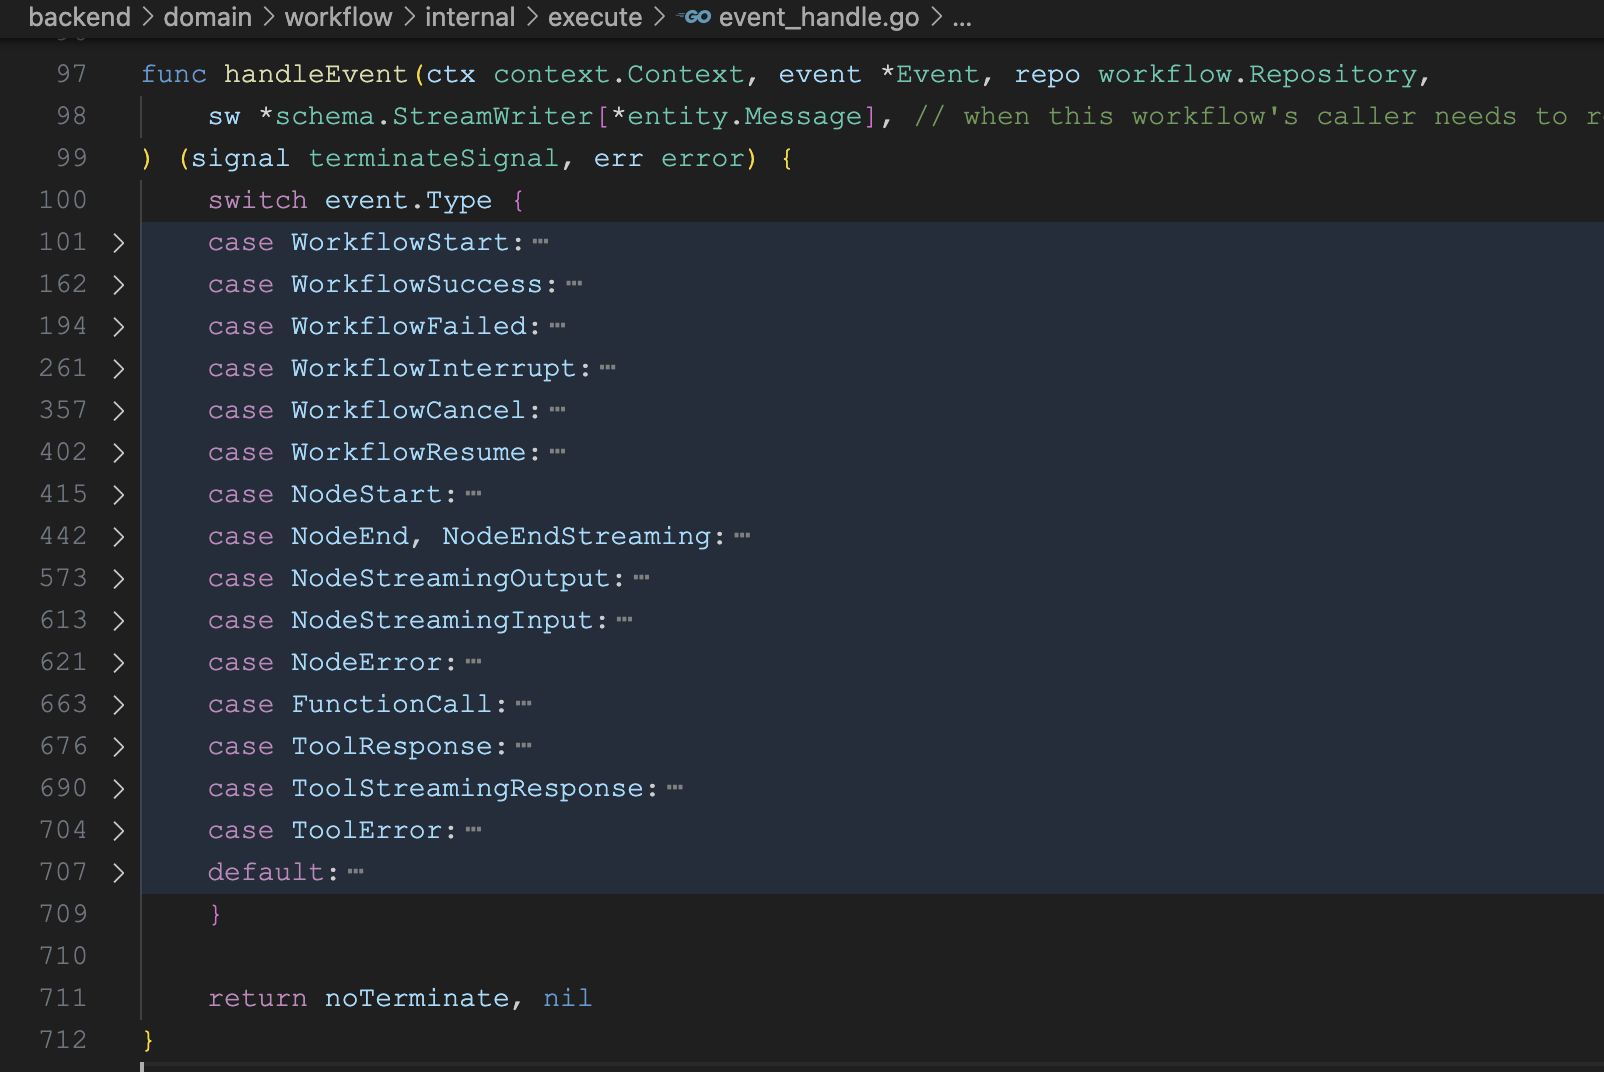 backend > domain > workflow > internal > execute > GO event_handle.go > ...
97 func handleEvent(ctx context.Context, event *Event, repo workflow.Repository,
98 sw *schema.StreamWriter[*entity.Message], // when this workflow's caller needs to
99 ) (signal terminateSignal, err error) {
100 switch event.Type {
101 > case WorkflowStart: ...
162 > case WorkflowSuccess: ...
194 > case WorkflowFailed: ...
261 > case WorkflowInterrupt: ...
357 > case WorkflowCancel: ...
402 > case WorkflowResume: ...
415 > case NodeStart: ...
442 > case NodeEnd, NodeEndStreaming: ...
573 > case NodeStreamingOutput: ...
613 > case NodeStreamingInput: ...
621 > case NodeError: ...
663 > case FunctionCall: ...
676 > case ToolResponse: ...
690 > case ToolStreamingResponse: ...
704 > case ToolError: ...
707 > default: ...
709 }
710
711 return noTerminate, nil
712 }